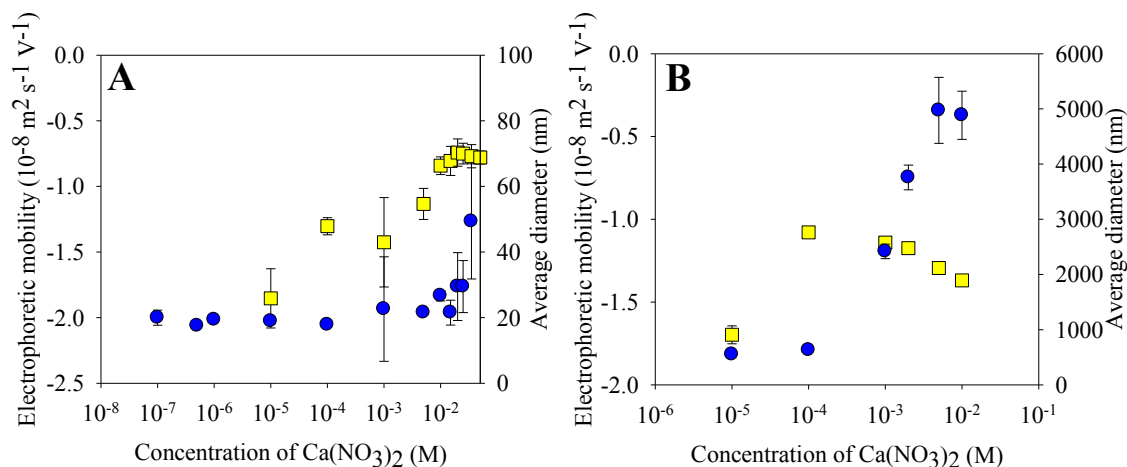 A
Electrophoretic mobility (10-8 m2 s-1 V-1)
0.0
-0.5
-1.0
-1.5
-2.0
-2.5
100
80
60
40
20
0
Average diameter (nm)
10-8 10-7 10-6 10-5 10-4 10-3 10-2
Concentration of Ca(NO3)2 (M)
B
Electrophoretic mobility (10-8 m2 s-1 V-1)
0.0
-0.5
-1.0
-1.5
-2.0
6000
5000
4000
3000
2000
1000
0
Average diameter (nm)
10-6 10-5 10-4 10-3 10-2 10-1
Concentration of Ca(NO3)2 (M)